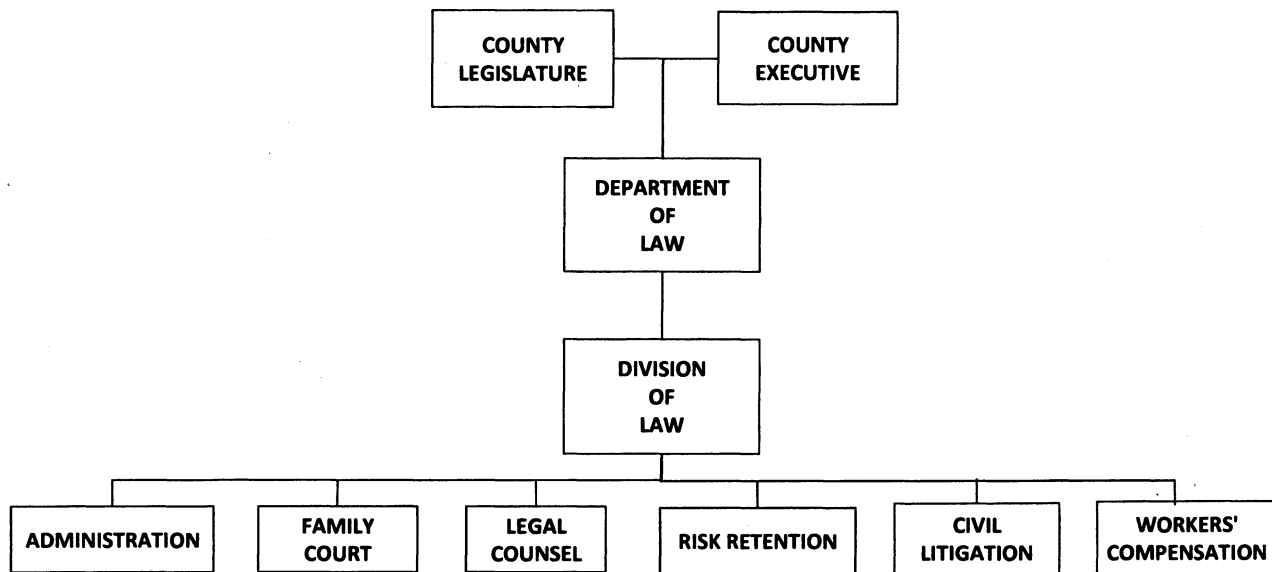 COUNTY
LEGISLATURE
COUNTY
EXECUTIVE
DEPARTMENT
OF
LAW
DIVISION
OF
LAW
ADMINISTRATION
FAMILY
COURT
LEGAL
COUNSEL
RISK RETENTION
CIVIL
LITIGATION
WORKERS'
COMPENSATION